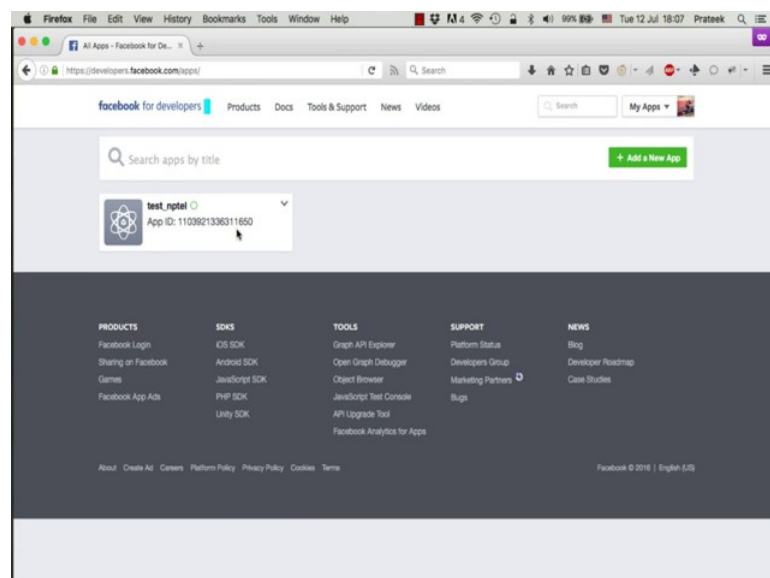 Firefox File Edit View History Bookmarks Tools Window Help 4 99% Tue 12 Jul 18:07 Prateek
All Apps - Facebook for De...
https://developers.facebook.com/apps/ Search
facebook for developers Products Docs Tools & Support News Videos Search My Apps
Search apps by title + Add a New App
test_nptel
App ID: 1103921336311650
PRODUCTS SDKS TOOLS SUPPORT NEWS
Facebook Login iOS SDK Graph API Explorer Platform Status Blog
Sharing on Facebook Android SDK Open Graph Debugger Developers Group Developer Roadmap
Games JavaScript SDK Object Browser Marketing Partners Case Studies
Facebook App Ads PHP SDK JavaScript Test Console Bugs
Unity SDK API Upgrade Tool
Facebook Analytics for Apps
About Create Ad Careers Platform Policy Privacy Policy Cookies Terms Facebook © 2016 | English (US)